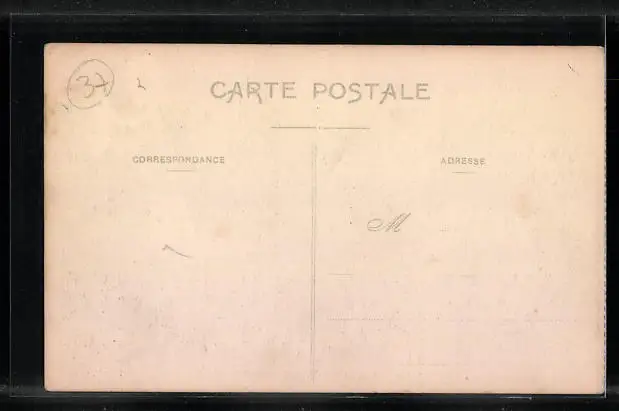 37
CARTE POSTALE
CORRESPONDANCE
ADRESSE
M